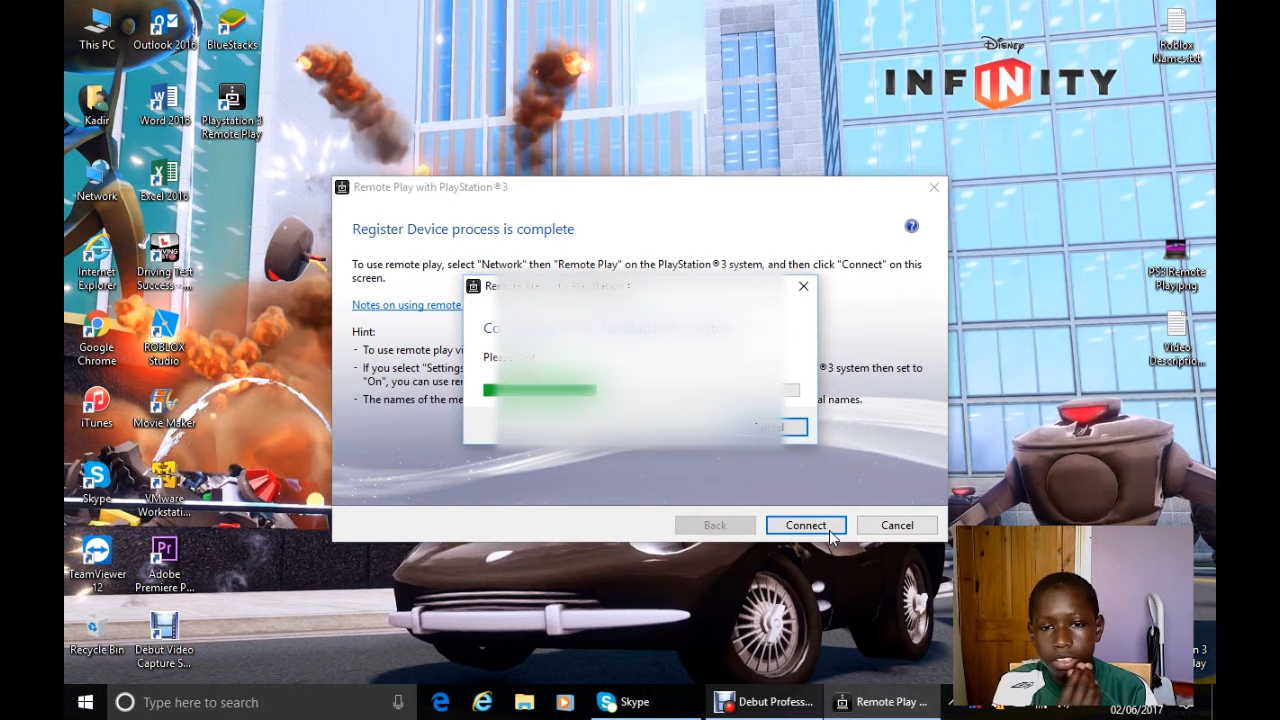 This PC
Outlook 2016
BlueStacks
Kadir
Word 2016
Playstation 3
Remote Play
Network
Excel 2016
Internet
Explorer
Driving Test
Success -...
Google
Chrome
ROBLOX
Studio
iTunes
Movie Maker
Skype
VMware
Workstati...
TeamViewer
12
Adobe
Premiere P...
Recycle Bin
Debut Video
Capture S...
DISNEY
INFINITY
DRIVING
TEST
Roblox
Names.txt
PS3 Remote
Play.png
Video
Descriptio...
Remote Play with PlayStation®3
Register Device process is complete
To use remote play, select "Network" then "Remote Play" on the PlayStation®3 system, and then click "Connect" on this
screen.
Notes on using remote
Hint:
- To use remote play vi
- If you select "Settings
®3 system then set to
"On", you can use rem
- The names of the me
al names.
Back
Connect
Cancel
Type here to search
Skype
Debut Professio...
Remote Play ...
02/06/2017